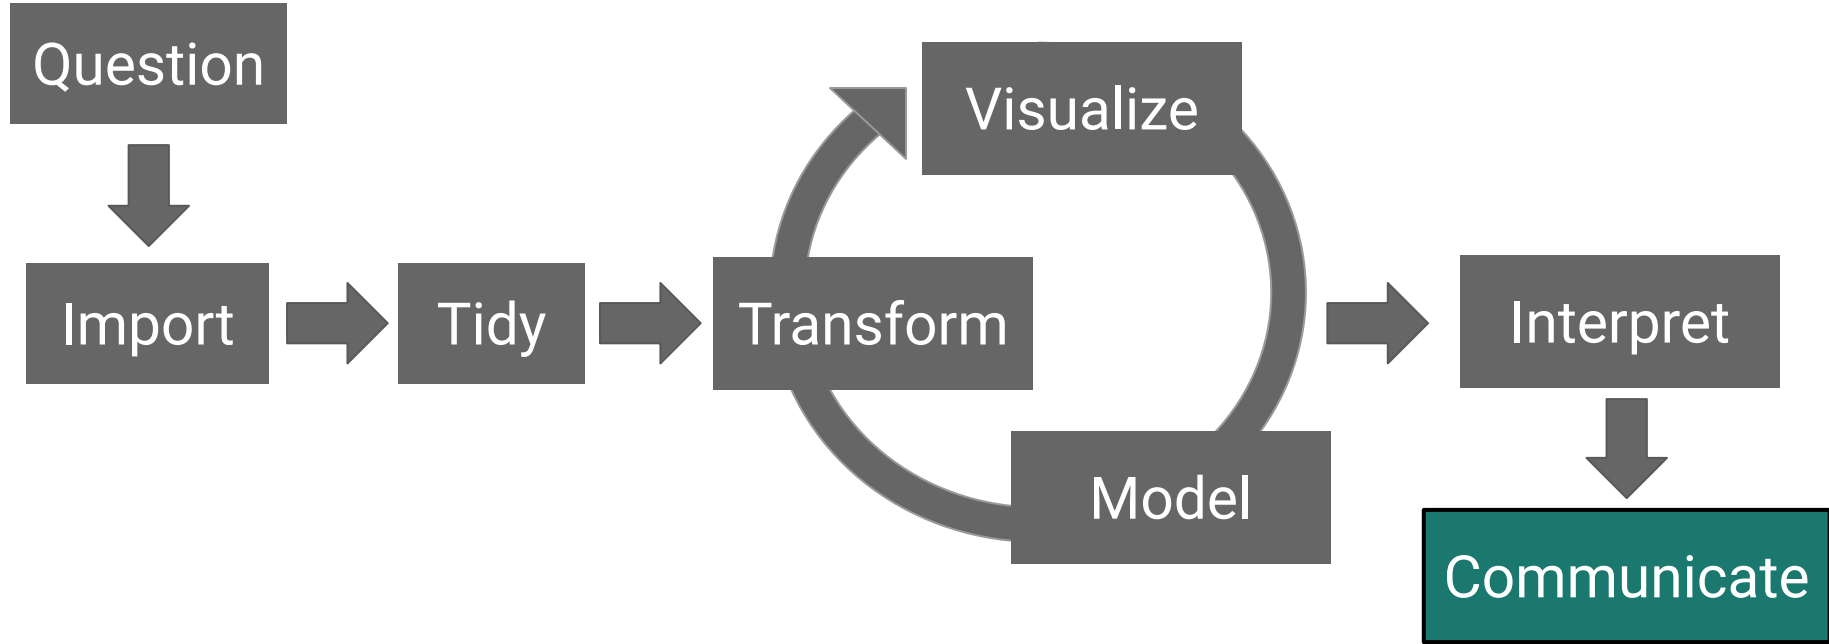 Question
Import
Tidy
Transform
Visualize
Model
Interpret
Communicate